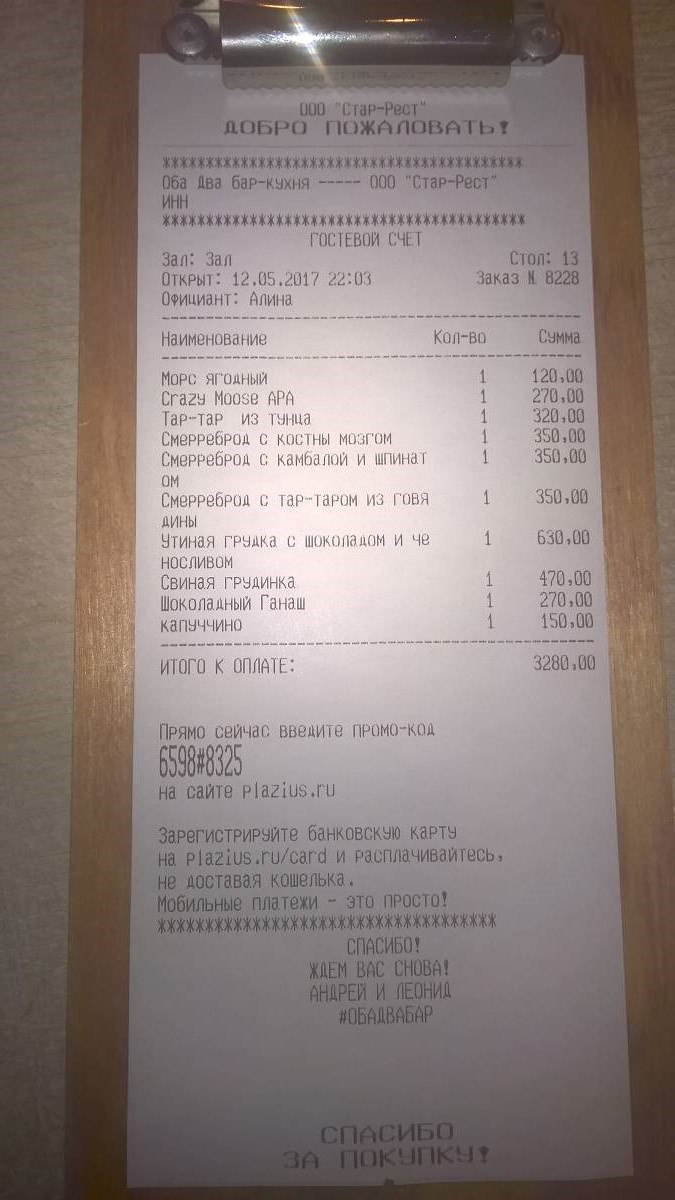 ООО "Стар-Рест"
ДОБРО ПОЖАЛОВАТЬ!
****************************************
Оба Два бар-кухня ----- ООО "Стар-Рест"
ИНН
****************************************
ГОСТЕВОЙ СЧЕТ
Зал: Зал Стол: 13
Открыт: 12.05.2017 22:03 Заказ № 8228
Официант: Алина
Наименование Кол-во Сумма
Морс ягодный 1 120,00
Crazy Moose APA 1 270,00
Тар-тар из тунца 1 320,00
Смерреброд с костны мозгом 1 350,00
Смерреброд с камбалой и шпинат 1 350,00
ом
Смерреброд с тар-таром из говя 1 350,00
дины
Утиная грудка с шоколадом и че 1 630,00
носливом
Свиная грудинка 1 470,00
Шоколадный Ганаш 1 270,00
капуччино 1 150,00
ИТОГО К ОПЛАТЕ: 3280,00
Прямо сейчас введите промо-код
6598#8325
на сайте plazius.ru
Зарегистрируйте банковскую карту
на plazius.ru/card и расплачивайтесь,
не доставая кошелька.
Мобильные платежи - это просто!
****************************************
СПАСИБО!
ЖДЕМ ВАС СНОВА!
АНДРЕЙ И ЛЕОНИД
#ОБАДВАБАР
СПАСИБО
ЗА ПОКУПКУ!